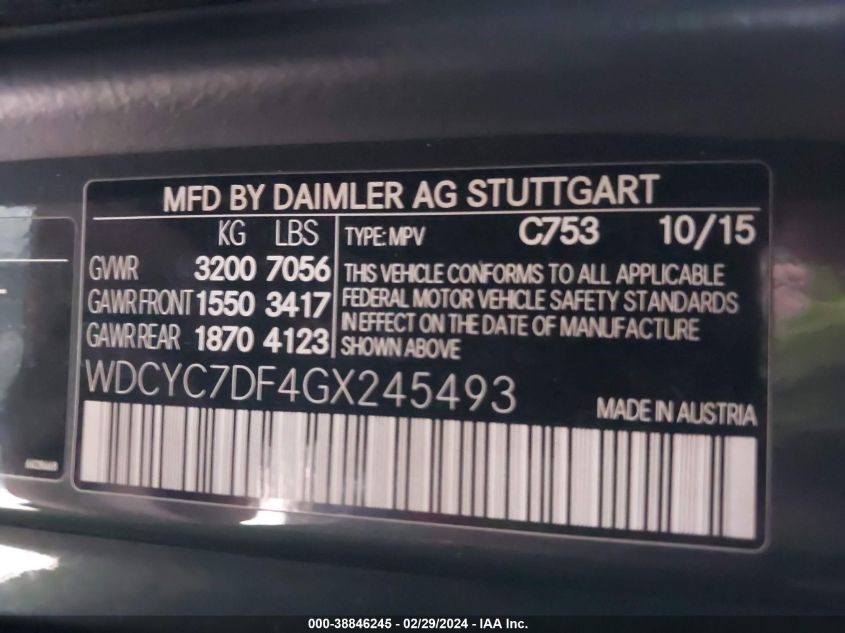 MFD BY DAIMLER AG STUTTGART
KG LBS TYPE: MPV C753 10/15
GVWR 3200 7056
GAWR FRONT 1550 3417
GAWR REAR 1870 4123
THIS VEHICLE CONFORMS TO ALL APPLICABLE
FEDERAL MOTOR VEHICLE SAFETY STANDARDS
IN EFFECT ON THE DATE OF MANUFACTURE
SHOWN ABOVE
WDCYC7DF4GX245493
MADE IN AUSTRIA
000-38846245 - 02/29/2024 - IAA Inc.